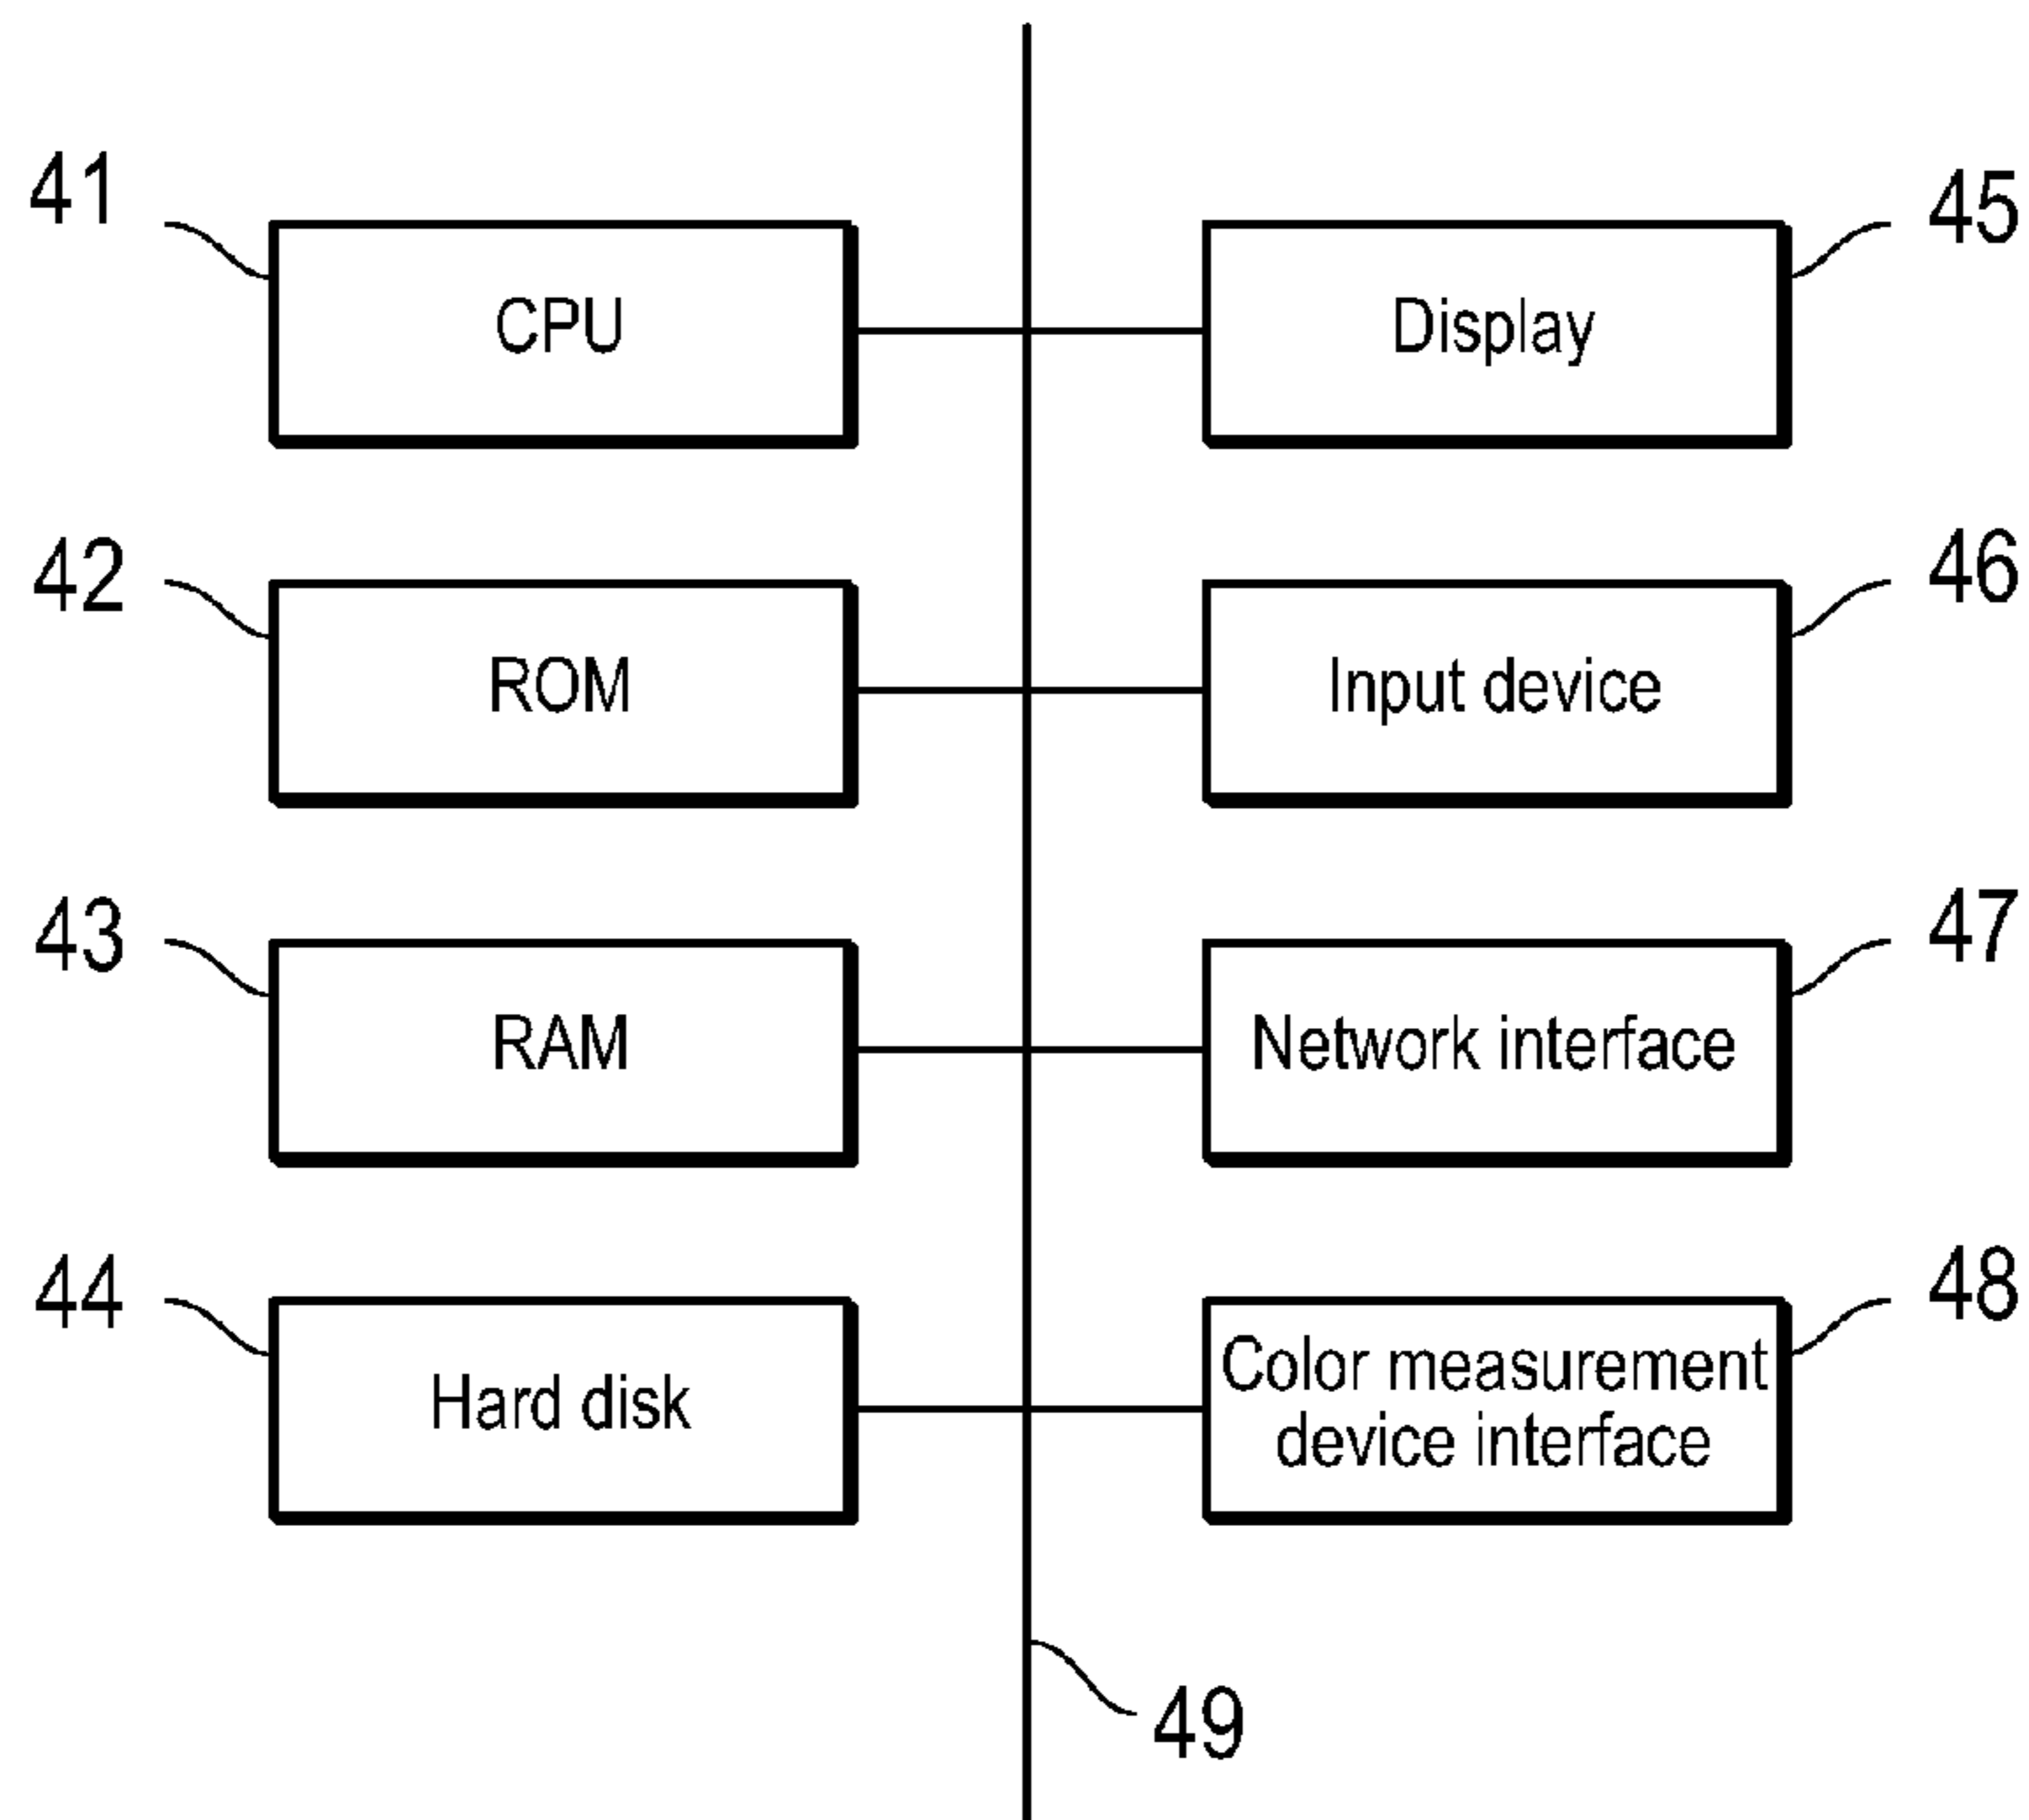 41
CPU
45
Display
42
ROM
46
Input device
43
RAM
47
Network interface
44
Hard disk
48
Color measurement
device interface
49